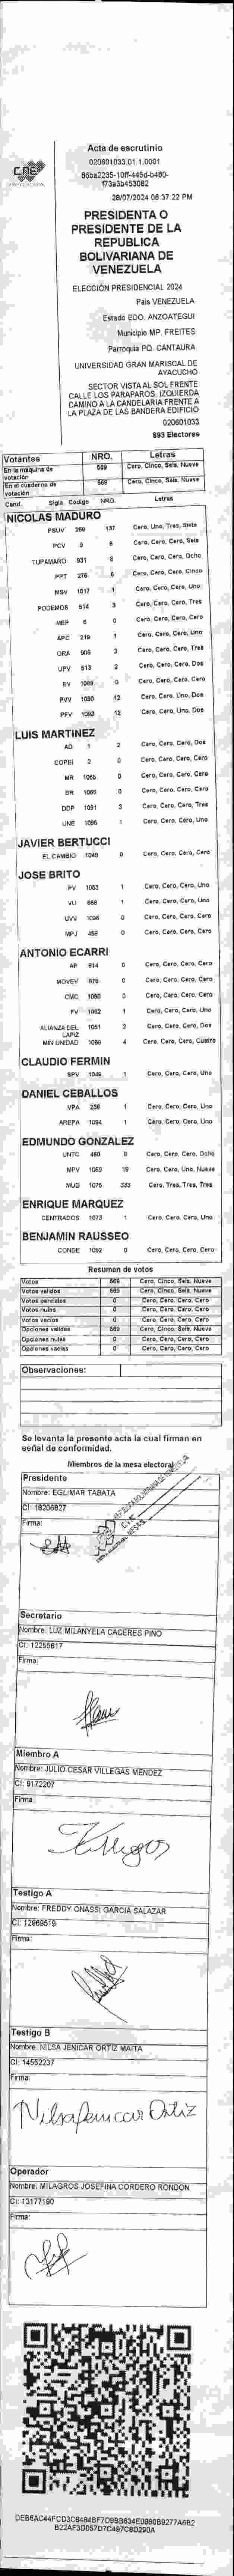 CNE
Acta de escrutinio
020601033.01.1.0001
28/07/2024 06:37:22 PM
PRESIDENTA O
PRESIDENTE DE LA
REPUBLICA
BOLIVARIANA DE
VENEZUELA
ELECCIÓN PRESIDENCIAL 2024
País VENEZUELA
Estado EDO. ANZOATEGUI
Municipio MP. FREITES
Parroquia PQ. CANTAURA
UNIVERSIDAD GRAN MARISCAL DE
AYACUCHO
SECTOR VISTA AL SOL FRENTE
CALLE LOS PARAPAROS. IZQUIERDA
CAMINO A LA CANDELARIA FRENTE A
LA PLAZA DE LAS BANDERA EDIFICIO
020601033
893 Electores
Votantes NRO. Letras
En la máquina de votación 569 Cero, Cinco, Seis, Nueve
En el cuaderno de votación 569 Cero, Cinco, Seis, Nueve
Cand. Sigla Codigo NRO. Letras
NICOLAS MADURO
PSUV 269 137 Cero, Uno, Tres, Siete
PCV 9 6 Cero, Cero, Cero, Seis
TUPAMARO 931 8 Cero, Cero, Cero, Ocho
PPT 276 5 Cero, Cero, Cero, Cinco
MSV 1017 1 Cero, Cero, Cero, Uno
PODEMOS 514 3 Cero, Cero, Cero, Tres
MEP 6 0 Cero, Cero, Cero, Cero
APC 219 1 Cero, Cero, Cero, Uno
ORA 906 3 Cero, Cero, Cero, Tres
UPV 513 2 Cero, Cero, Cero, Dos
EV 1089 0 Cero, Cero, Cero, Cero
PVV 1090 12 Cero, Cero, Uno, Dos
PFV 1093 12 Cero, Cero, Uno, Dos
LUIS MARTINEZ
AD 1 2 Cero, Cero, Cero, Dos
COPEI 2 0 Cero, Cero, Cero, Cero
MR 1065 0 Cero, Cero, Cero, Cero
BR 1066 0 Cero, Cero, Cero, Cero
DDP 1091 3 Cero, Cero, Cero, Tres
UNE 1095 1 Cero, Cero, Cero, Uno
JAVIER BERTUCCI
EL CAMBIO 1048 0 Cero, Cero, Cero, Cero
JOSE BRITO
PV 1053 1 Cero, Cero, Cero, Uno
VU 868 1 Cero, Cero, Cero, Uno
UVV 1096 0 Cero, Cero, Cero, Cero
MPJ 458 0 Cero, Cero, Cero, Cero
ANTONIO ECARRI
AP 814 0 Cero, Cero, Cero, Cero
MOVEV 878 0 Cero, Cero, Cero, Cero
CMC 1050 0 Cero, Cero, Cero, Cero
FV 1082 1 Cero, Cero, Cero, Uno
ALIANZA DEL LAPIZ 1051 2 Cero, Cero, Cero, Dos
MIN UNIDAD 1088 4 Cero, Cero, Cero, Cuatro
CLAUDIO FERMIN
SPV 1049 1 Cero, Cero, Cero, Uno
DANIEL CEBALLOS
VPA 236 1 Cero, Cero, Cero, Uno
AREPA 1094 1 Cero, Cero, Cero, Uno
EDMUNDO GONZALEZ
UNTC 460 8 Cero, Cero, Cero, Ocho
MPV 1069 19 Cero, Cero, Uno, Nueve
MUD 1075 333 Cero, Tres, Tres, Tres
ENRIQUE MARQUEZ
CENTRADOS 1073 1 Cero, Cero, Cero, Uno
BENJAMIN RAUSSEO
CONDE 1092 0 Cero, Cero, Cero, Cero
Resumen de votos
Votos 569 Cero, Cinco, Seis, Nueve
Votos validos 569 Cero, Cinco, Seis, Nueve
Votos parciales 0 Cero, Cero, Cero, Cero
Votos nulos 0 Cero, Cero, Cero, Cero
Votos vacíos 0 Cero, Cero, Cero, Cero
Opciones validas 569 Cero, Cinco, Seis, Nueve
Opciones nulas 0 Cero, Cero, Cero, Cero
Opciones vacías 0 Cero, Cero, Cero, Cero
Observaciones:
Se levanta la presente acta la cual firman en
señal de conformidad.
Miembros de la mesa electoral
Presidente
Nombre: EGLIMAR TABATA
CI: 18206827
Firma:
Secretario
Nombre: LUZ MILANYELA CACERES PINO
CI: 12255817
Firma:
Miembro A
Nombre: JULIO CESAR VILLEGAS MENDEZ
CI: 9172207
Firma:
Villegas
Testigo A
Nombre: FREDDY ONASSI GARCIA SALAZAR
CI: 12969519
Firma:
Testigo B
Nombre: NILSA JENICAR ORTIZ MAITA
CI: 14552237
Firma:
Nilsa Jenicar Ortiz
Operador
Nombre: MILAGROS JOSEFINA CORDERO RONDON
CI: 13177190
Firma: